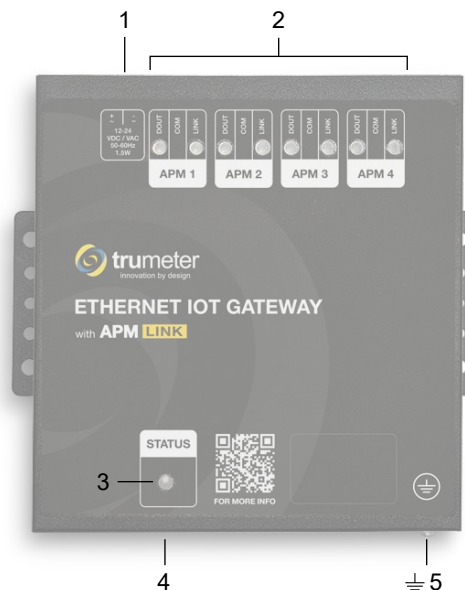 1
2
+ -
- -
12-24
VDC / VAC
50-60Hz
1.5W
DOUT COM LINK DOUT COM LINK DOUT COM LINK DOUT COM LINK
APM 1 APM 2 APM 3 APM 4
trumeter
innovation by design
ETHERNET IOT GATEWAY
with APM LINK
STATUS
3
FOR MORE INFO
4
5